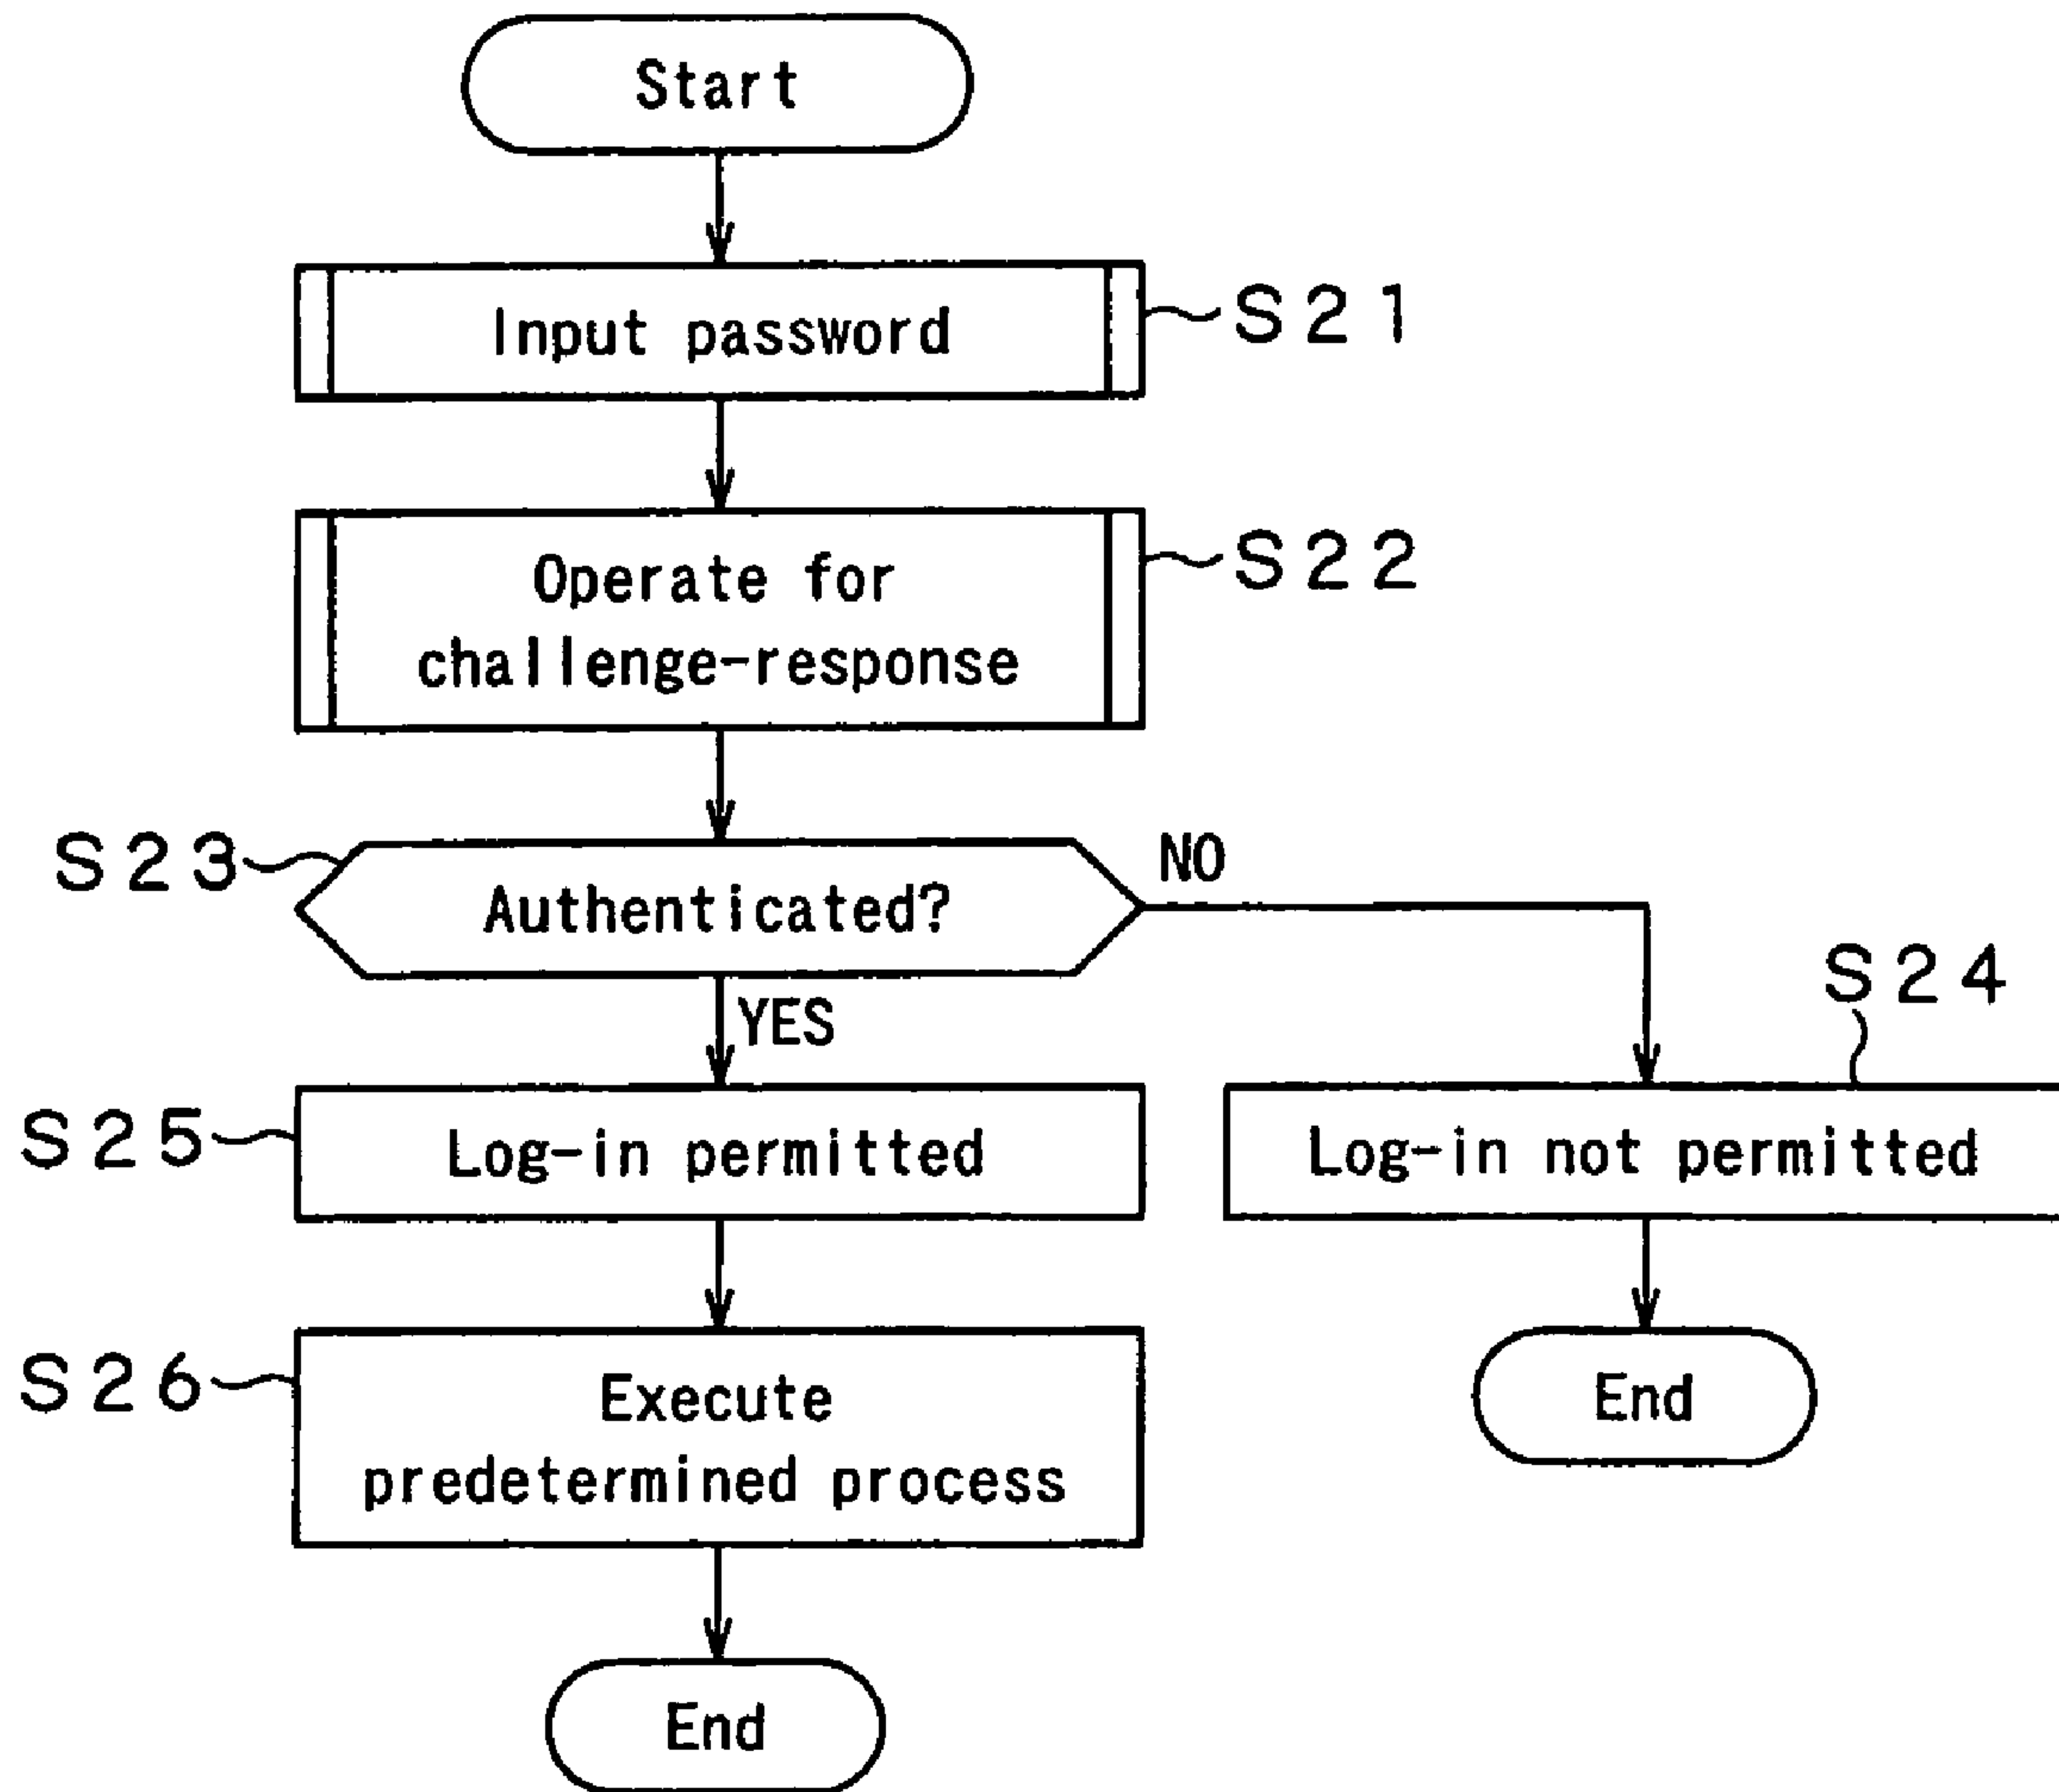 Start
Input password
S21
Operate for
challenge-response
S22
S23
Authenticated?
NO
YES
S24
S25
Log-in permitted
Log-in not permitted
S26
Execute
predetermined process
End
End